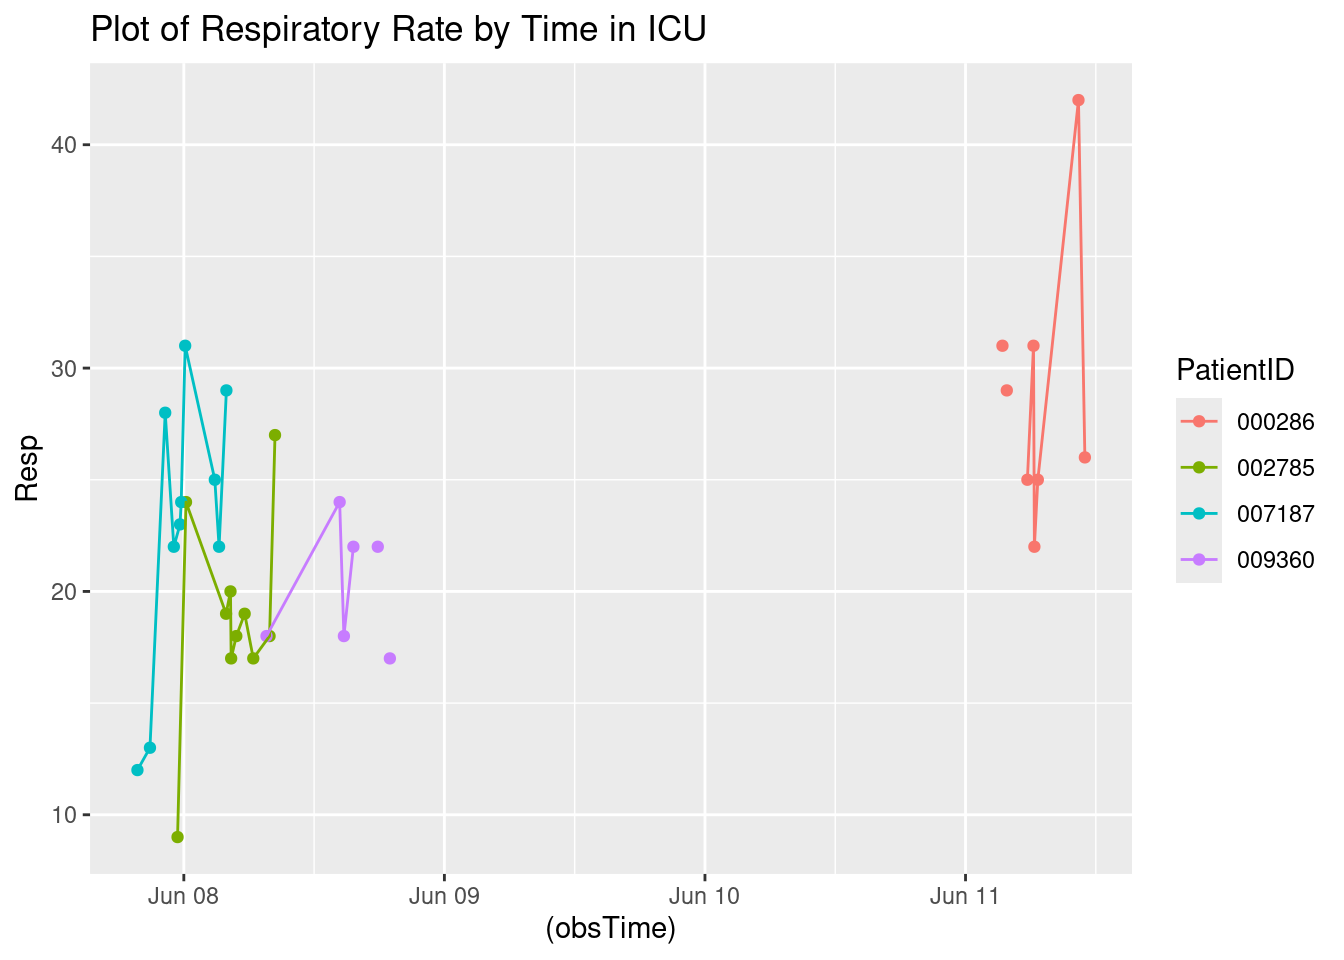 Plot of Respiratory Rate by Time in ICU
Resp
40
30
20
10
Jun 08 Jun 09 Jun 10 Jun 11
(obsTime)
PatientID
000286
002785
007187
009360